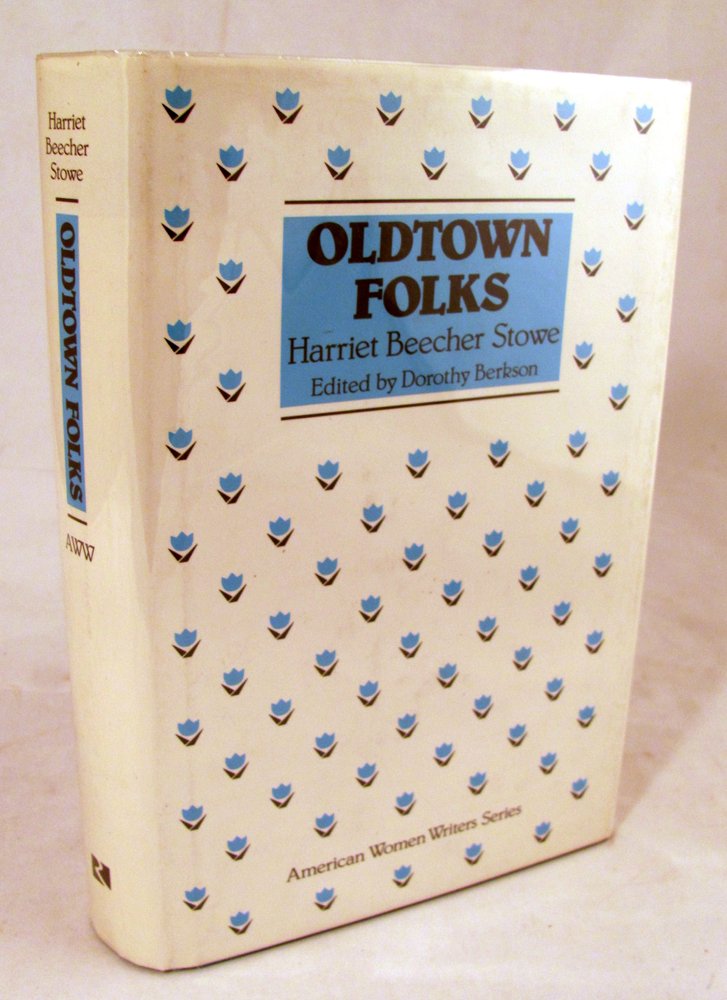 Harriet
Beecher
Stowe
OLDTOWN FOLKS
AWW
OLDTOWN
FOLKS
Harriet Beecher Stowe
Edited by Dorothy Berkson
American Women Writers Series